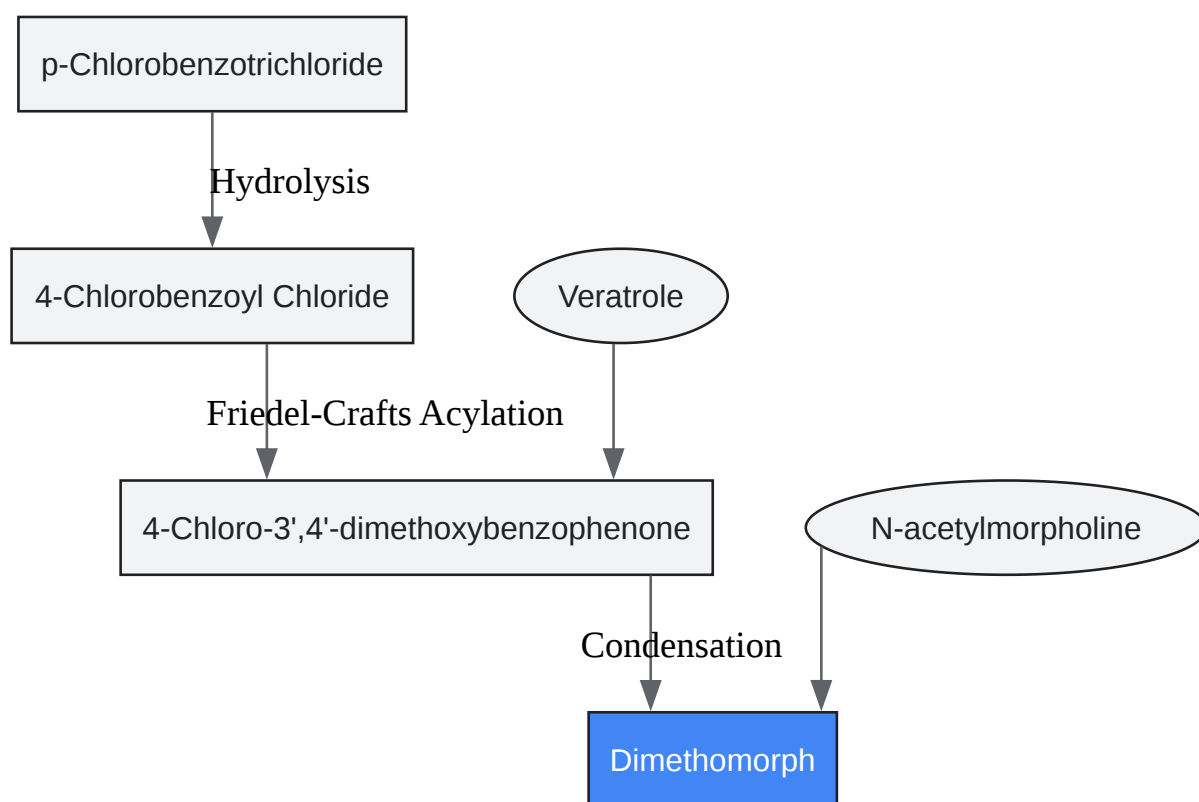 p-Chlorobenzotrichloride
Hydrolysis
4-Chlorobenzoyl Chloride
Veratrole
Friedel-Crafts Acylation
4-Chloro-3',4'-dimethoxybenzophenone
N-acetylmorpholine
Condensation
Dimethomorph